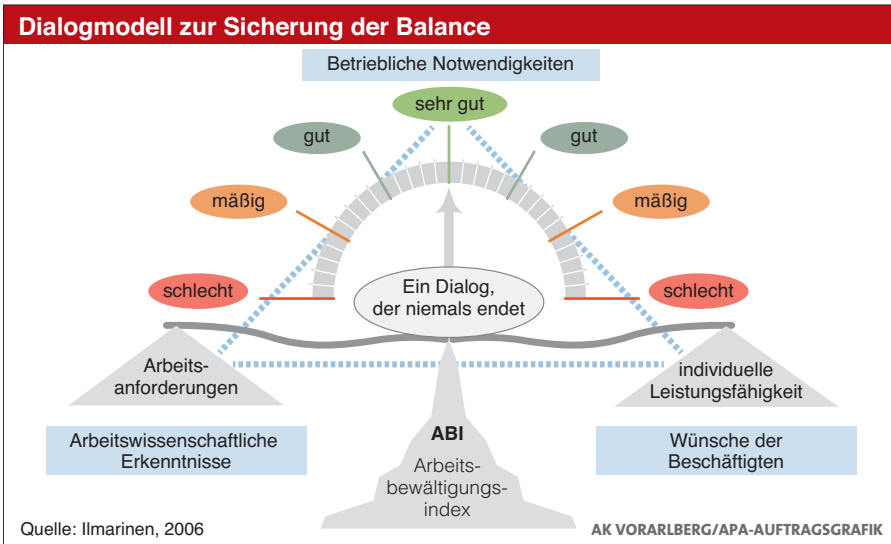 Dialogmodell zur Sicherung der Balance
Betriebliche Notwendigkeiten
sehr gut
gut
gut
mäßig
mäßig
schlecht
Ein Dialog,
der niemals endet
schlecht
Arbeits-
anforderungen
individuelle
Leistungsfähigkeit
Arbeitswissenschaftliche
Erkenntnisse
ABI
Arbeits-
bewältigungs-
index
Wünsche der
Beschäftigten
Quelle: Ilmarinen, 2006
AK VORARLBERG/APA-AUFTRAGSGRAFIK